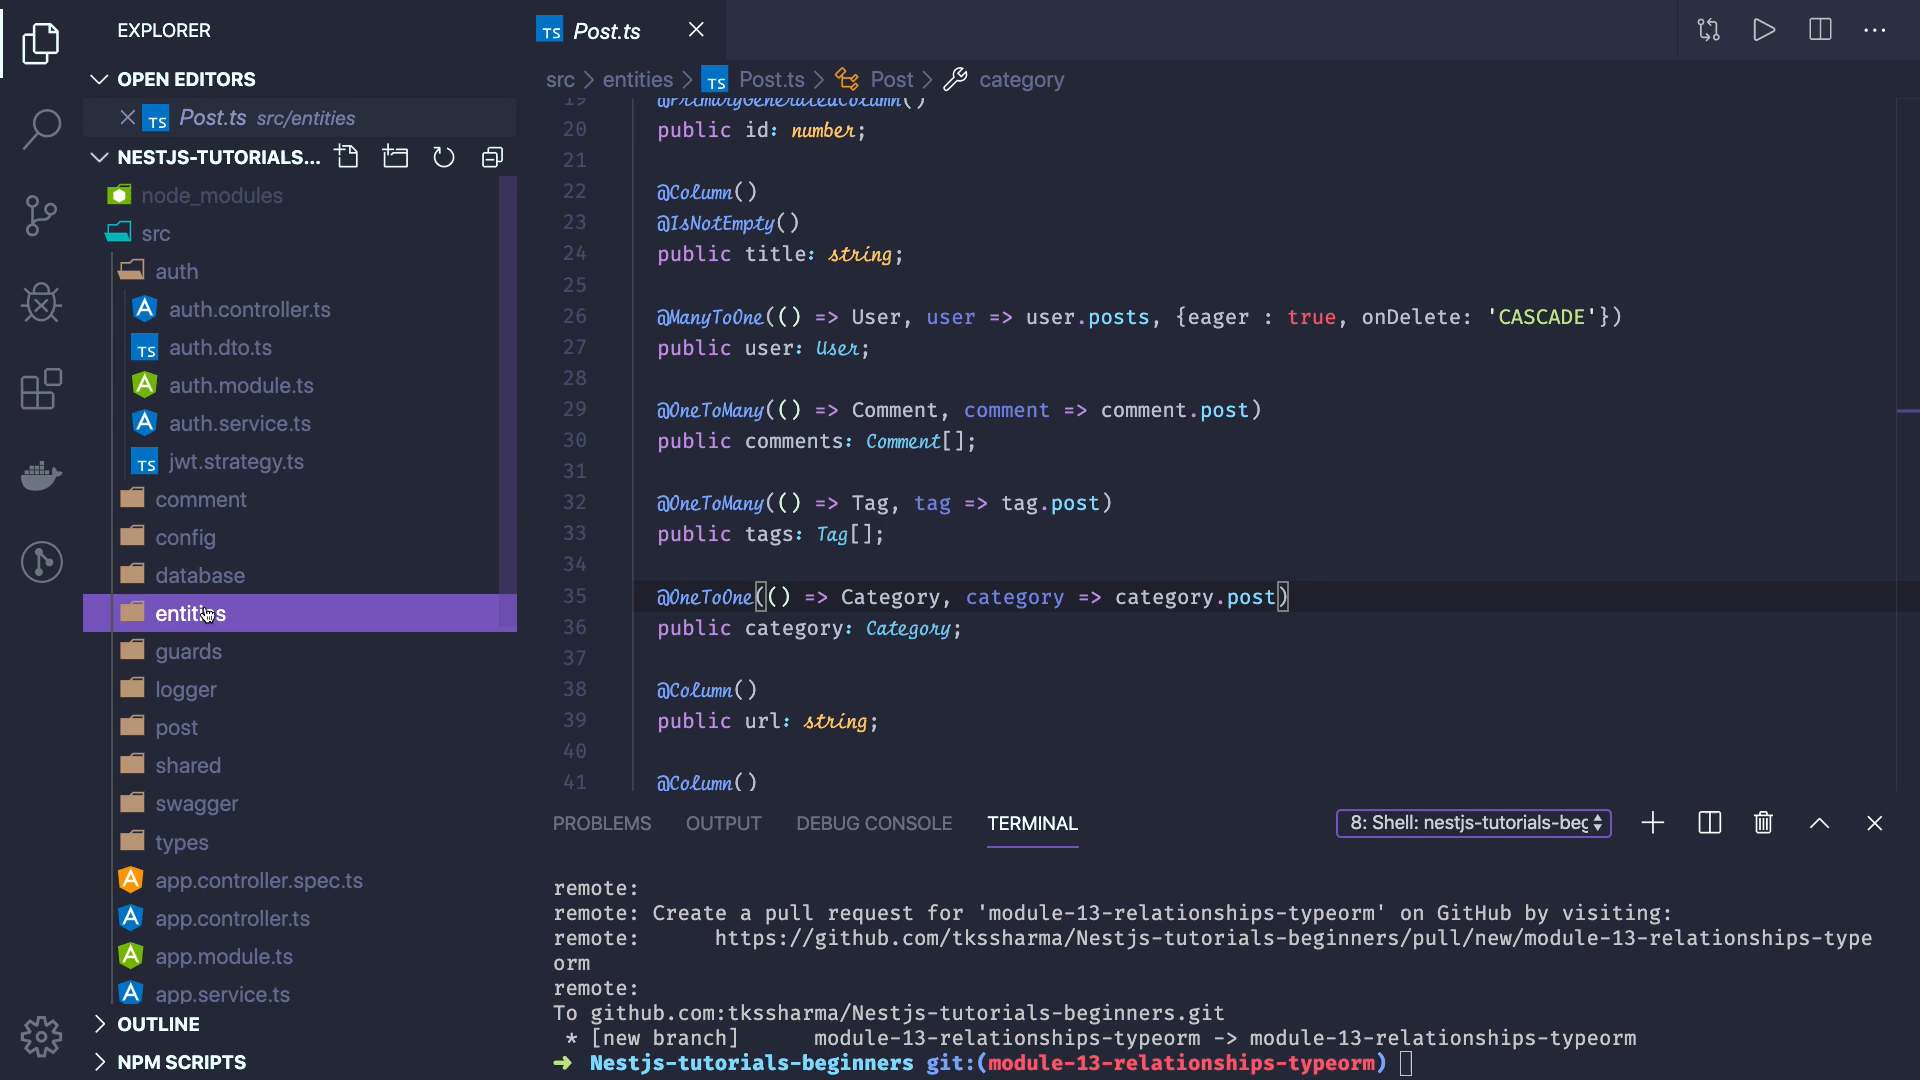 EXPLORER
OPEN EDITORS
TS Post.ts src/entities
NESTJS-TUTORIALS...
node_modules
src
auth
auth.controller.ts
TS auth.dto.ts
auth.module.ts
auth.service.ts
TS jwt.strategy.ts
comment
config
database
entities
guards
logger
post
shared
swagger
types
app.controller.spec.ts
app.controller.ts
app.module.ts
app.service.ts
OUTLINE
NPM SCRIPTS
TS Post.ts
src > entities > TS Post.ts > Post > category
19 @PrimaryGeneratedColumn()
20 public id: number;
21
22 @Column()
23 @IsNotEmpty()
24 public title: string;
25
26 @ManyToOne(() => User, user => user.posts, {eager : true, onDelete: 'CASCADE'})
27 public user: User;
28
29 @OneToMany(() => Comment, comment => comment.post)
30 public comments: Comment[];
31
32 @OneToMany(() => Tag, tag => tag.post)
33 public tags: Tag[];
34
35 @OneToOne(() => Category, category => category.post)
36 public category: Category;
37
38 @Column()
39 public url: string;
40
41 @Column()
PROBLEMS OUTPUT DEBUG CONSOLE TERMINAL 8: Shell: nestjs-tutorials-beg
remote:
remote: Create a pull request for 'module-13-relationships-typeorm' on GitHub by visiting:
remote: https://github.com/tkssharma/Nestjs-tutorials-beginners/pull/new/module-13-relationships-type
orm
remote:
To github.com:tkssharma/Nestjs-tutorials-beginners.git
* [new branch] module-13-relationships-typeorm -> module-13-relationships-typeorm
➜ Nestjs-tutorials-beginners git:(module-13-relationships-typeorm)